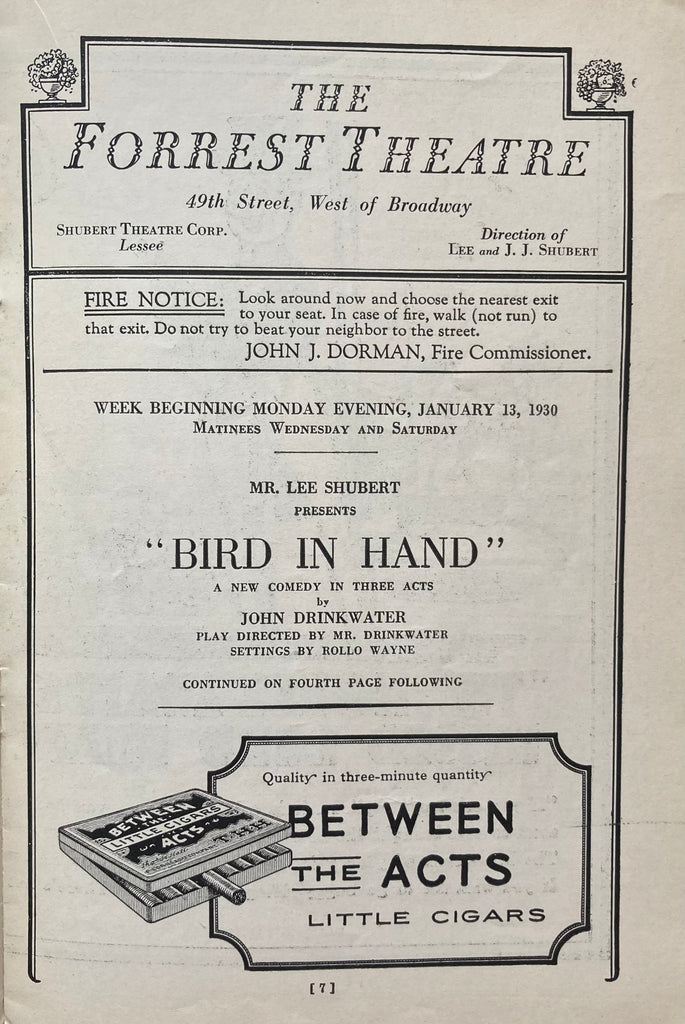 THE
FORREST THEATRE
49th Street, West of Broadway
SHUBERT THEATRE CORP.
Lessee
Direction of
LEE and J. J. SHUBERT
FIRE NOTICE: Look around now and choose the nearest exit
to your seat. In case of fire, walk (not run) to
that exit. Do not try to beat your neighbor to the street.
JOHN J. DORMAN, Fire Commissioner.
WEEK BEGINNING MONDAY EVENING, JANUARY 13, 1930
MATINEES WEDNESDAY AND SATURDAY
MR. LEE SHUBERT
PRESENTS
“BIRD IN HAND”
A NEW COMEDY IN THREE ACTS
by
JOHN DRINKWATER
PLAY DIRECTED BY MR. DRINKWATER
SETTINGS BY ROLLO WAYNE
CONTINUED ON FOURTH PAGE FOLLOWING
Quality in three-minute quantity
BETWEEN
THE ACTS
LITTLE CIGARS
BETWEEN
THE
LITTLE CIGARS
ACTS
[7]